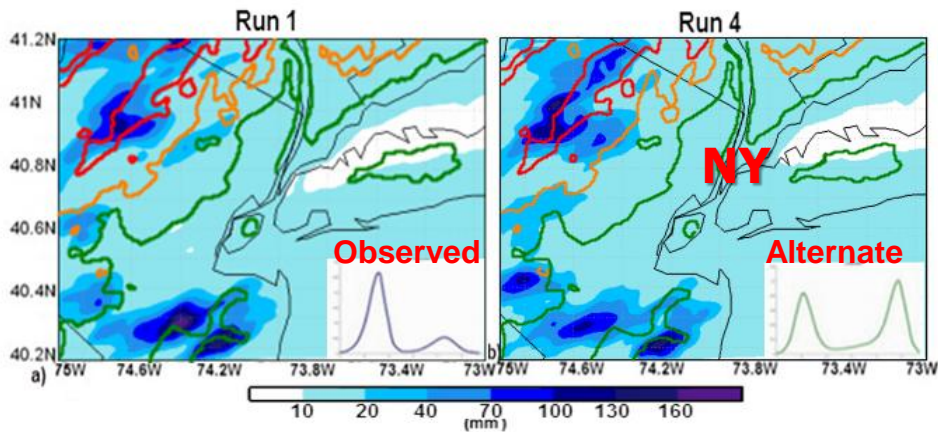 Run 1
Run 4
41.2N
41N
40.8N
40.6N
40.4N
40.2N
NY
Observed
Alternate
a)
b)
75W 74.6W 74.2W 73.8W 73.4W 73W
75W 74.6W 74.2W 73.8W 73.4W 73W
10 20 40 70 100 130 160
(mm)